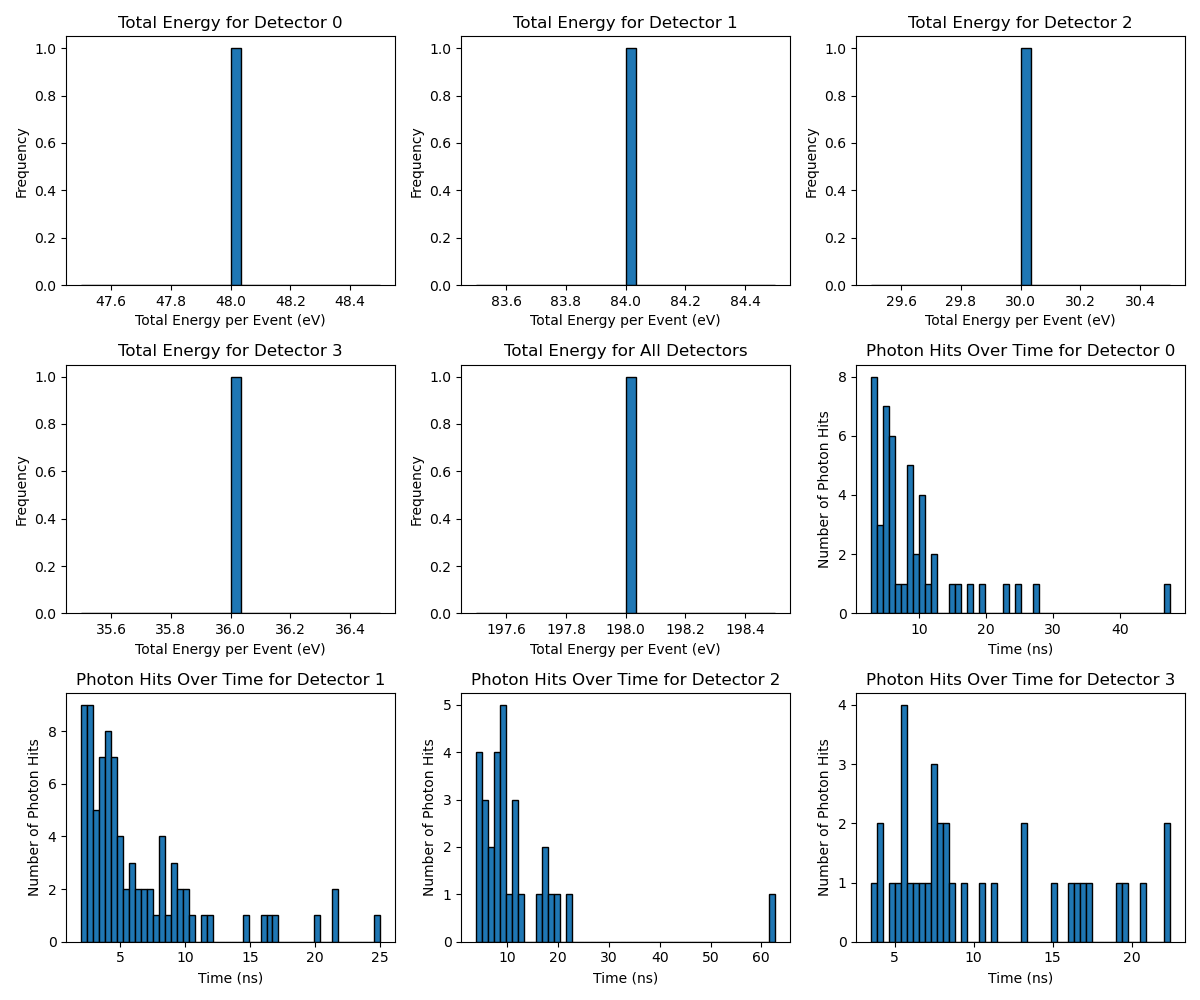 Total Energy for Detector 0
Total Energy for Detector 1
Total Energy for Detector 2
1.0
0.8
0.6
0.4
0.2
0.0
Frequency
47.6 47.8 48.0 48.2 48.4
Total Energy per Event (eV)
1.0
0.8
0.6
0.4
0.2
0.0
Frequency
83.6 83.8 84.0 84.2 84.4
Total Energy per Event (eV)
1.0
0.8
0.6
0.4
0.2
0.0
Frequency
29.6 29.8 30.0 30.2 30.4
Total Energy per Event (eV)
Total Energy for Detector 3
Total Energy for All Detectors
Photon Hits Over Time for Detector 0
1.0
0.8
0.6
0.4
0.2
0.0
Frequency
35.6 35.8 36.0 36.2 36.4
Total Energy per Event (eV)
1.0
0.8
0.6
0.4
0.2
0.0
Frequency
197.6 197.8 198.0 198.2 198.4
Total Energy per Event (eV)
8
6
4
2
0
Number of Photon Hits
10 20 30 40
Time (ns)
Photon Hits Over Time for Detector 1
Photon Hits Over Time for Detector 2
Photon Hits Over Time for Detector 3
8
6
4
2
0
Number of Photon Hits
5 10 15 20 25
Time (ns)
5
4
3
2
1
0
Number of Photon Hits
10 20 30 40 50 60
Time (ns)
4
3
2
1
0
Number of Photon Hits
5 10 15 20
Time (ns)